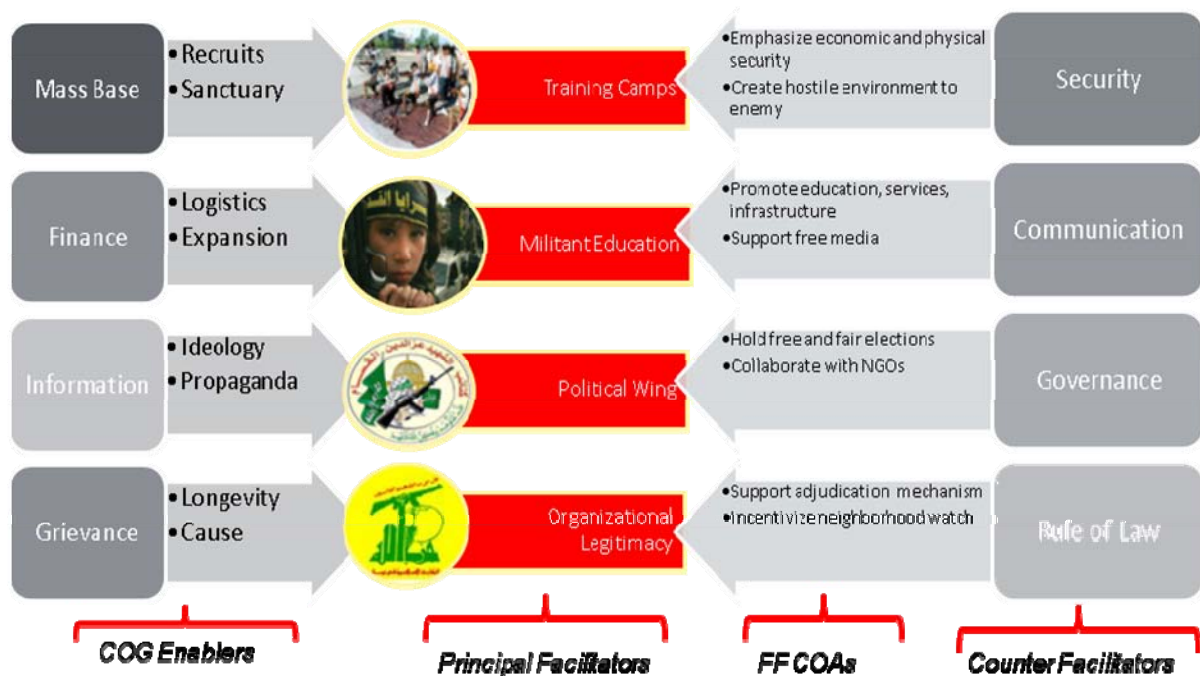 Mass Base
• Recruits
• Sanctuary
Training Camps
•Emphasize economic and physical
security
•Create hostile environment to
enemy
Security
Finance
• Logistics
• Expansion
Militant Education
•Promote education, services,
infrastructure
•Support free media
Communication
Information
• Ideology
• Propaganda
Political Wing
•Hold free and fair elections
•Collaborate with NGOs
Governance
Grievance
• Longevity
• Cause
Organizational
Legitimacy
•Support adjudication mechanism
•Incentivize neighborhood watch
Rule of Law
COG Enablers
Principal Facilitators
FF COAs
Counter Facilitators